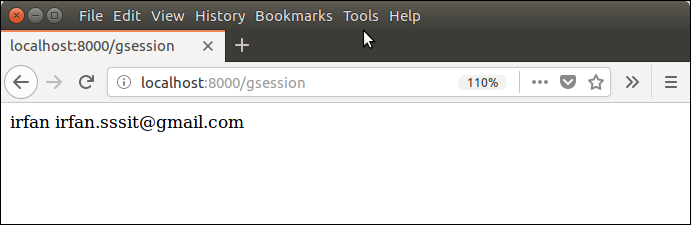 File Edit View History Bookmarks Tools Help
localhost:8000/gsession
localhost:8000/gsession 110%
irfan irfan.sssit@gmail.com